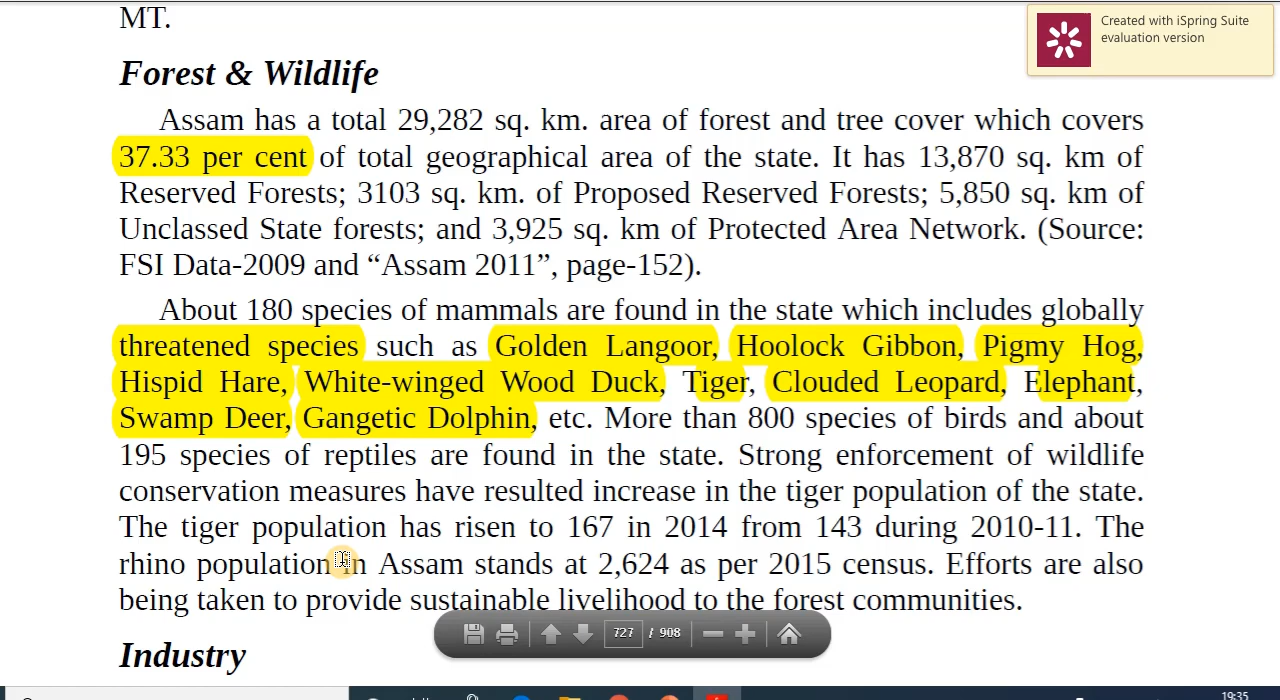 MT.
Created with iSpring Suite
evaluation version
Forest & Wildlife
Assam has a total 29,282 sq. km. area of forest and tree cover which covers
37.33 per cent of total geographical area of the state. It has 13,870 sq. km of
Reserved Forests; 3103 sq. km. of Proposed Reserved Forests; 5,850 sq. km of
Unclassed State forests; and 3,925 sq. km of Protected Area Network. (Source:
FSI Data-2009 and “Assam 2011”, page-152).
About 180 species of mammals are found in the state which includes globally
threatened species such as Golden Langoor, Hoolock Gibbon, Pigmy Hog,
Hispid Hare, White-winged Wood Duck, Tiger, Clouded Leopard, Elephant,
Swamp Deer, Gangetic Dolphin, etc. More than 800 species of birds and about
195 species of reptiles are found in the state. Strong enforcement of wildlife
conservation measures have resulted increase in the tiger population of the state.
The tiger population has risen to 167 in 2014 from 143 during 2010-11. The
rhino population in Assam stands at 2,624 as per 2015 census. Efforts are also
being taken to provide sustainable livelihood to the forest communities.
727 / 908
Industry
19:35